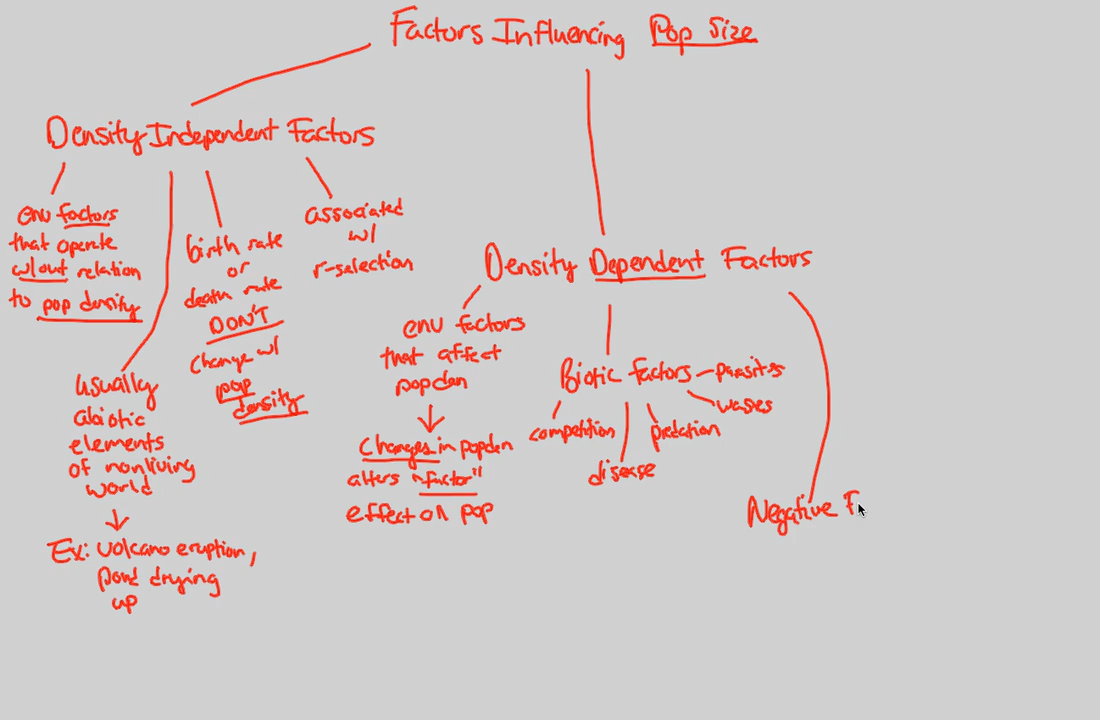 Factors Influencing Pop Size
Density Independent Factors
env factors
that operate
w/out relation
to pop density
usually
abiotic
elements
of nonliving
world
Ex: volcano eruption,
pond drying
up
birth rate
or
death rate
DON'T
change w/
pop
density
associated
w/
r-selection
Density Dependent Factors
env factors
that affect
popden
Changes in popden
alters "factor"
effect on pop
Biotic factors
parasites
wastes
competition
predation
disease
Negative F